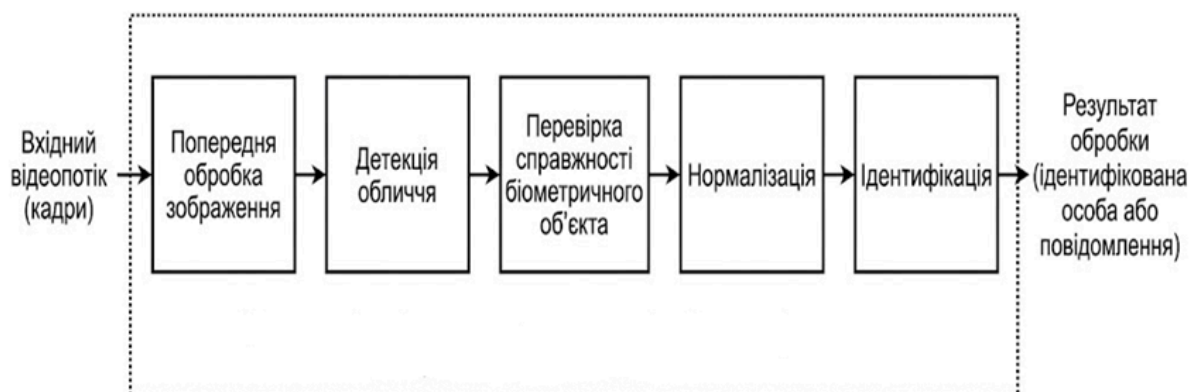 Вхідний
відеопотік
(кадри)
Попередня
обробка
зображення
Детекція
обличчя
Перевірка
справжності
біометричного
об’єкта
Нормалізація
Ідентифікація
Результат
обробки
(ідентифікована
особа або
повідомлення)